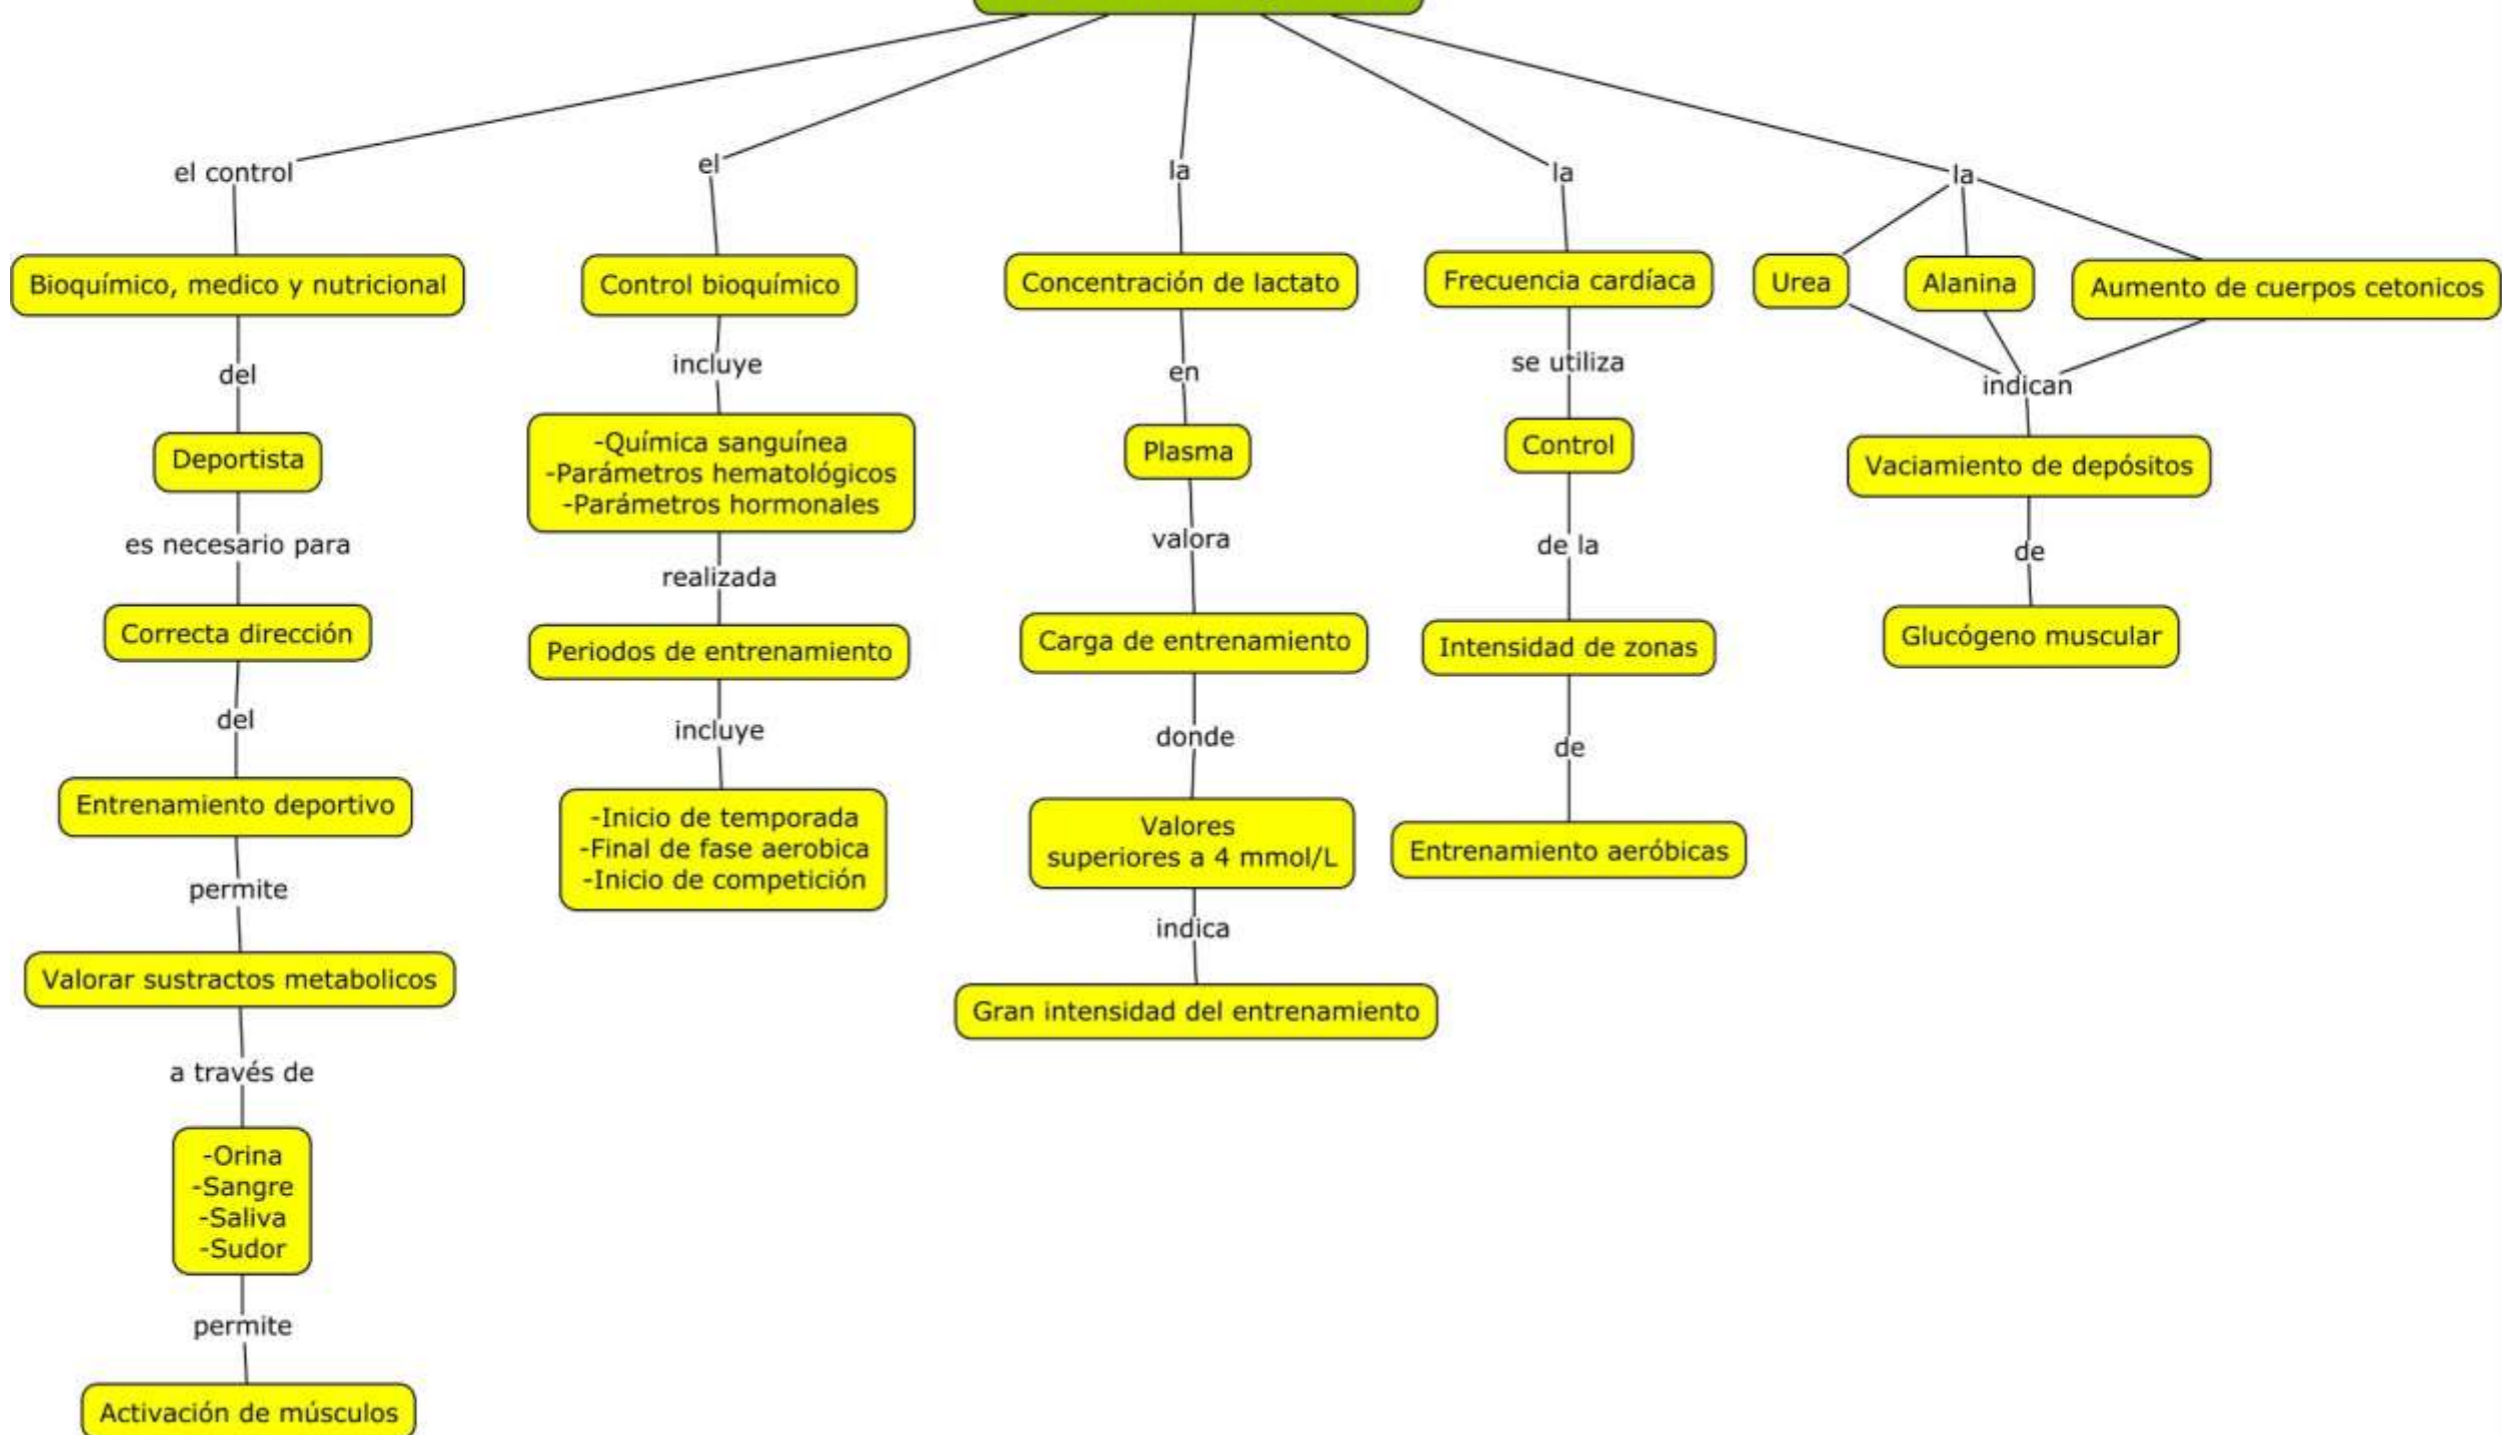 el control
Bioquímico, medico y nutricional
del
Deportista
es necesario para
Correcta dirección
del
Entrenamiento deportivo
permite
Valorar sustractos metabolicos
a través de
-Orina
-Sangre
-Saliva
-Sudor
permite
Activación de músculos
el
Control bioquímico
incluye
-Química sanguínea
-Parámetros hematológicos
-Parámetros hormonales
realizada
Periodos de entrenamiento
incluye
-Inicio de temporada
-Final de fase aerobica
-Inicio de competición
la
Concentración de lactato
en
Plasma
valora
Carga de entrenamiento
donde
Valores
superiores a 4 mmol/L
indica
Gran intensidad del entrenamiento
la
Frecuencia cardíaca
se utiliza
Control
de la
Intensidad de zonas
de
Entrenamiento aeróbicas
la
Urea
Alanina
Aumento de cuerpos cetonicos
indican
Vaciamiento de depósitos
de
Glucógeno muscular